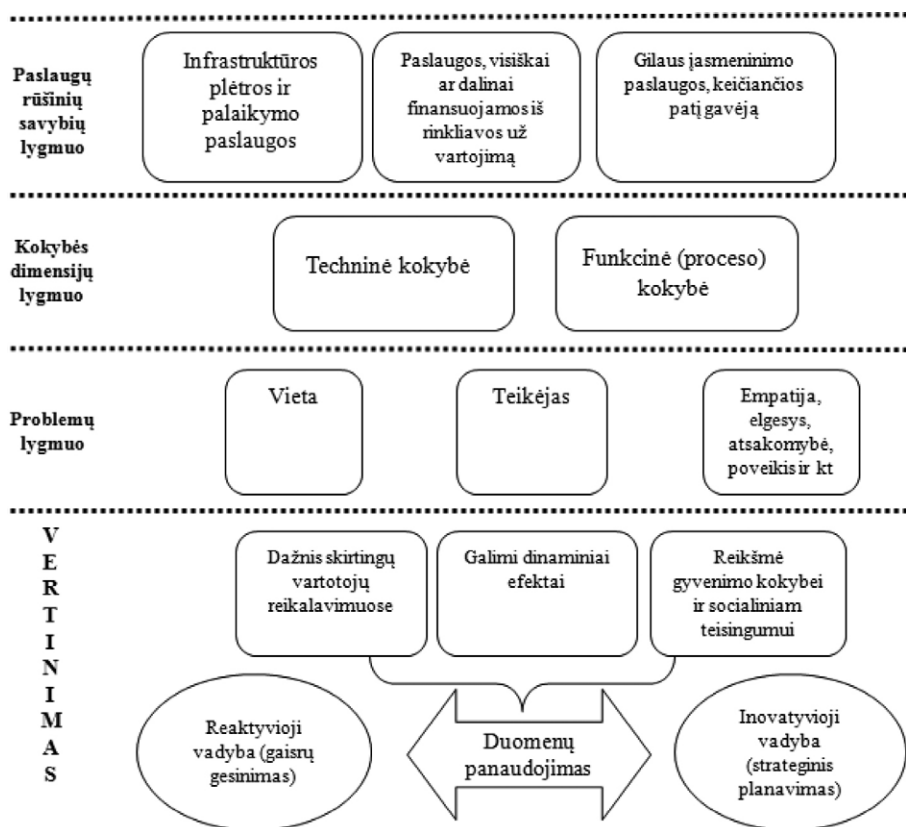 Paslaugų
rūšinių
savybių
lygmuo
Infrastruktūros
plėtros ir
palaikymo
paslaugos
Paslaugos, visiškai
ar dalinai
finansuojamos iš
rinkliavos už
vartojimą
Gilaus įasmeninimo
paslaugos, keičiančios
patį gavėją
Kokybės
dimensijų
lygmuo
Techninė kokybė
Funkcinė (proceso)
kokybė
Problemų
lygmuo
Vieta
Teikėjas
Empatija,
elgesys,
atsakomybė,
poveikis ir kt
V
E
R
T
I
N
I
M
A
S
Dažnis skirtingų
vartotojų
reikalavimuose
Galimi dinaminiai
efektai
Reikšmė
gyvenimo kokybei
ir socialiniam
teisingumui
Reaktyvioji
vadyba (gaisrų
gesinimas)
Duomenų
panaudojimas
Inovatyvioji
vadyba
(strateginis
planavimas)